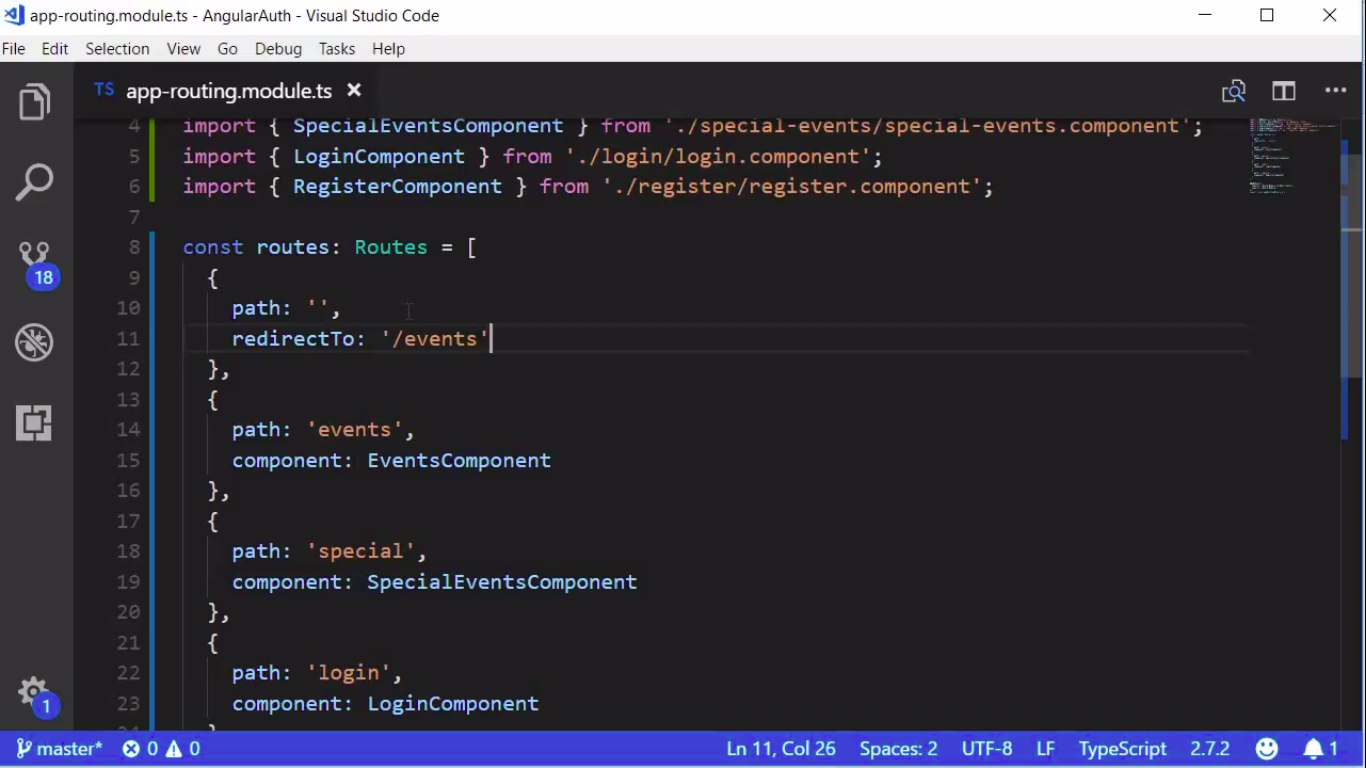 app-routing.module.ts - AngularAuth - Visual Studio Code
File Edit Selection View Go Debug Tasks Help
TS app-routing.module.ts
4 import { SpecialEventsComponent } from './special-events/special-events.component';
5 import { LoginComponent } from './login/login.component';
6 import { RegisterComponent } from './register/register.component';
7
8 const routes: Routes = [
9 {
10 path: '',
11 redirectTo: '/events'
12 },
13 {
14 path: 'events',
15 component: EventsComponent
16 },
17 {
18 path: 'special',
19 component: SpecialEventsComponent
20 },
21 {
22 path: 'login',
23 component: LoginComponent
18
1
master* 0 0 Ln 11, Col 26 Spaces: 2 UTF-8 LF TypeScript 2.7.2 1